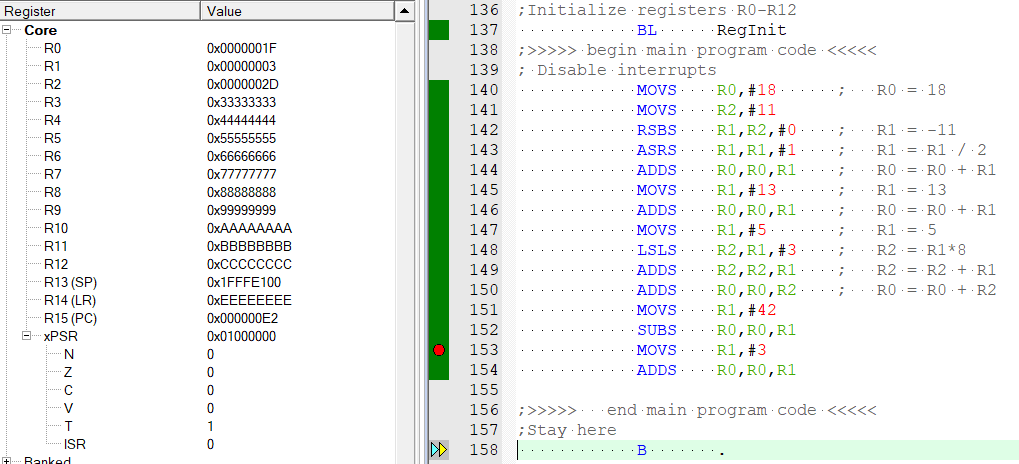 Register Value
Core
R0 0x0000001F
R1 0x00000003
R2 0x0000002D
R3 0x33333333
R4 0x44444444
R5 0x55555555
R6 0x66666666
R7 0x77777777
R8 0x88888888
R9 0x99999999
R10 0xAAAAAAAA
R11 0xBBBBBBBB
R12 0xCCCCCCCC
R13 (SP) 0x1FFFE100
R14 (LR) 0xEEEEEEEE
R15 (PC) 0x000000E2
xPSR 0x01000000
N 0
Z 0
C 0
V 0
T 1
ISR 0
Banked
136 ;Initialize registers R0-R12
137 BL RegInit
138 ;>>>>> begin main program code <<<<<
139 ; Disable interrupts
140 MOVS R0,#18 ; R0 = 18
141 MOVS R2,#11
142 RSBS R1,R2,#0 ; R1 = -11
143 ASRS R1,R1,#1 ; R1 = R1 / 2
144 ADDS R0,R0,R1 ; R0 = R0 + R1
145 MOVS R1,#13 ; R1 = 13
146 ADDS R0,R0,R1 ; R0 = R0 + R1
147 MOVS R1,#5 ; R1 = 5
148 LSLS R2,R1,#3 ; R2 = R1*8
149 ADDS R2,R2,R1 ; R2 = R2 + R1
150 ADDS R0,R0,R2 ; R0 = R0 + R2
151 MOVS R1,#42
152 SUBS R0,R0,R1
153 MOVS R1,#3
154 ADDS R0,R0,R1
155
156 ;>>>>> end main program code <<<<<
157 ;Stay here
158 B .